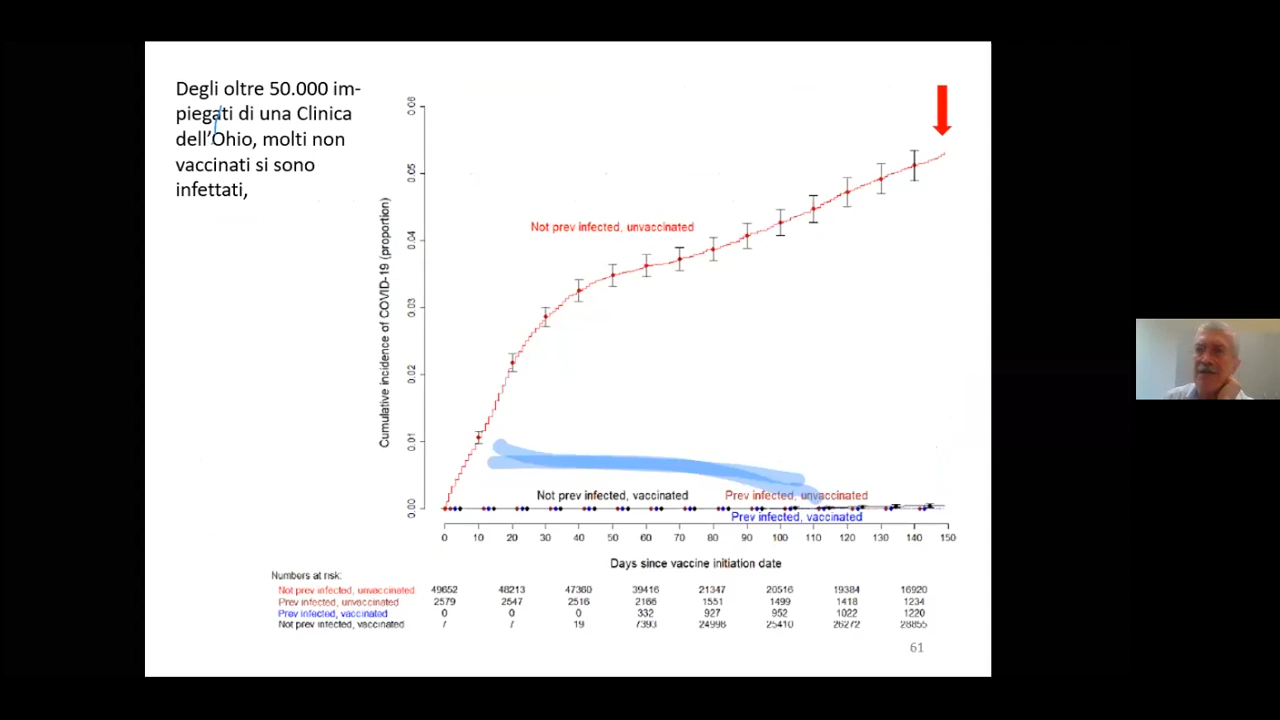 Degli oltre 50.000 im-
piegati di una Clinica
dell'Ohio, molti non
vaccinati si sono
infettati,
0.06
0.05
0.04
0.03
0.02
0.01
0.00
Cumulative incidence of COVID-19 (proportion)
Not prev infected, unvaccinated
Not prev infected, vaccinated
Prev infected, unvaccinated
Prev infected, vaccinated
0 10 20 30 40 50 60 70 80 90 100 110 120 130 140 150
Days since vaccine initiation date
Numbers at risk:
Not prev infected, unvaccinated 49652 48213 47360 39416 21347 20516 19384 16920
Prev infected, unvaccinated 2579 2547 2516 2166 1551 1499 1418 1234
Prev infected, vaccinated 0 0 0 332 927 952 1022 1220
Not prev infected, vaccinated 7 7 19 7393 24998 25410 26272 28855
61